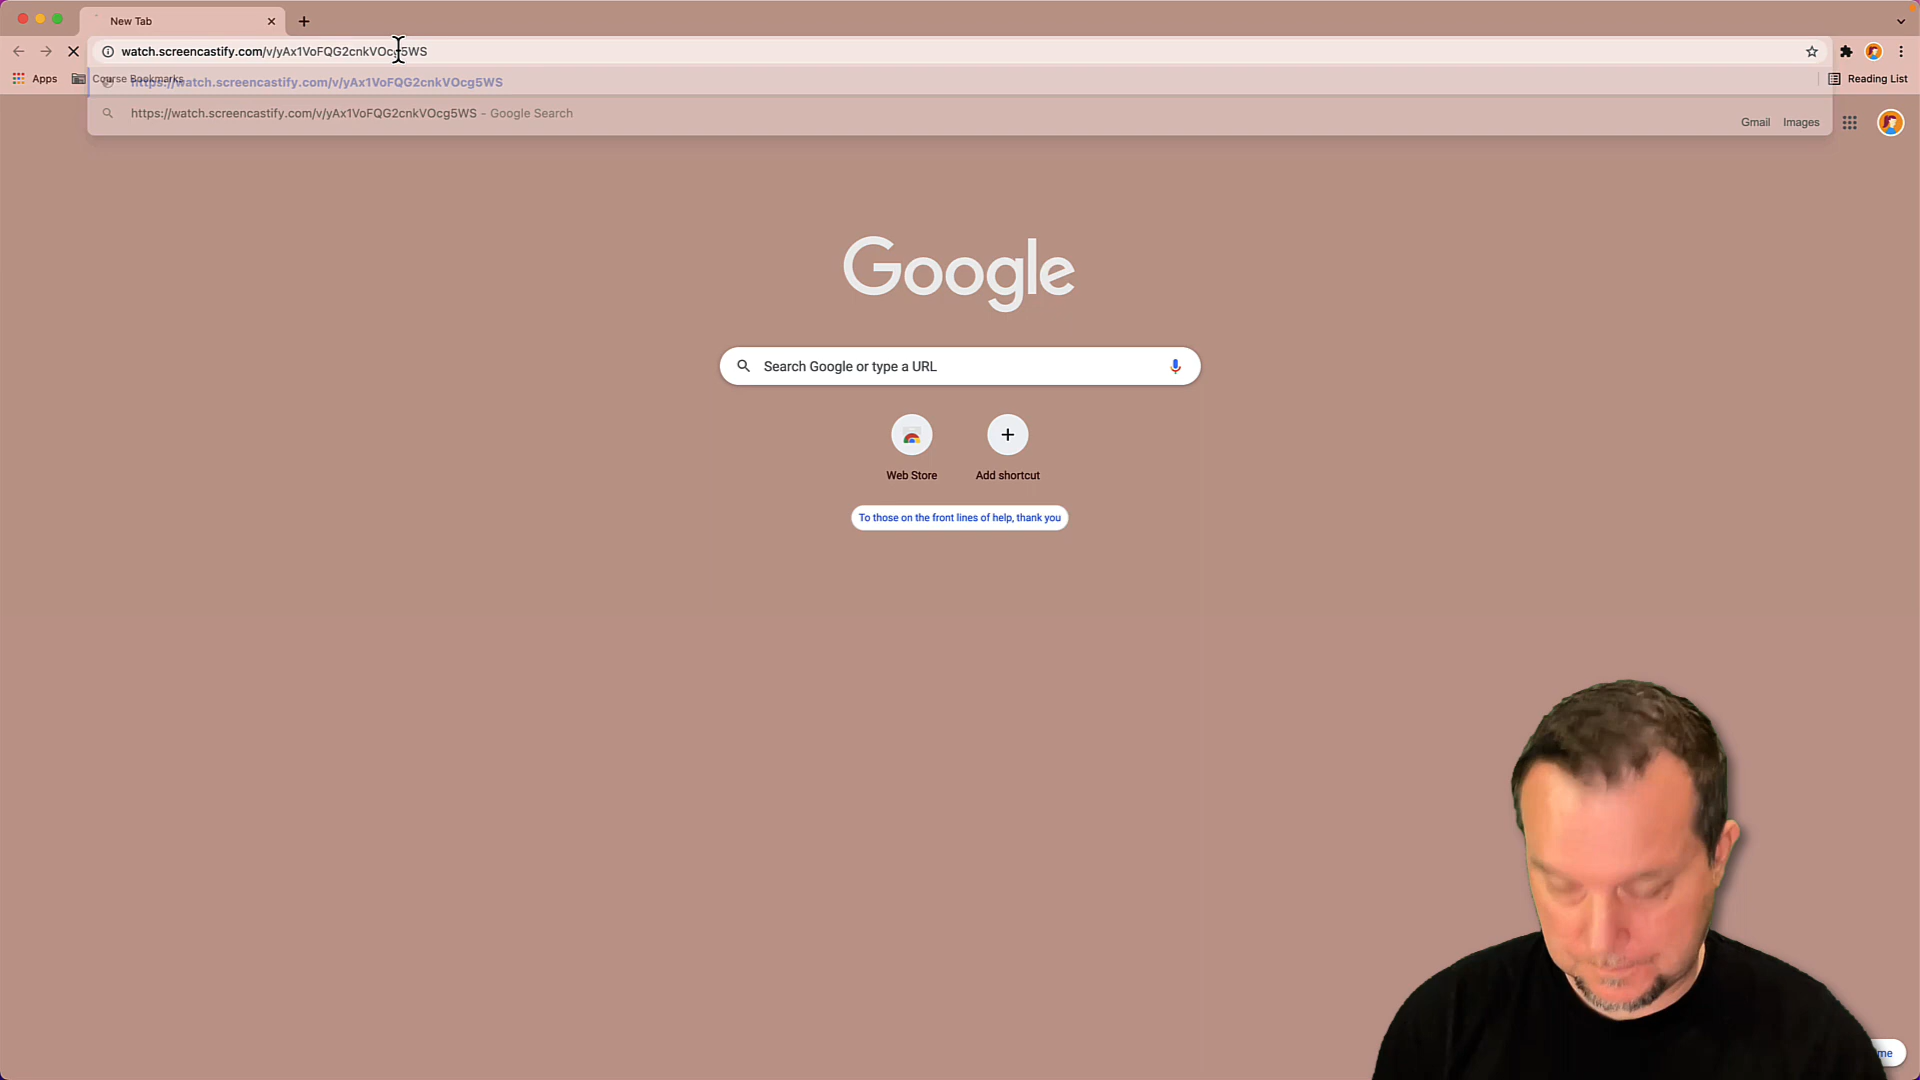 New Tab
watch.screencastify.com/v/yAx1VoFQG2cnkVOcg5WS
Apps
Course Bookmarks
https://watch.screencastify.com/v/yAx1VoFQG2cnkVOcg5WS
Reading List
https://watch.screencastify.com/v/yAx1VoFQG2cnkVOcg5WS - Google Search
Gmail
Images
Google
Search Google or type a URL
Web Store
Add shortcut
To those on the front lines of help, thank you